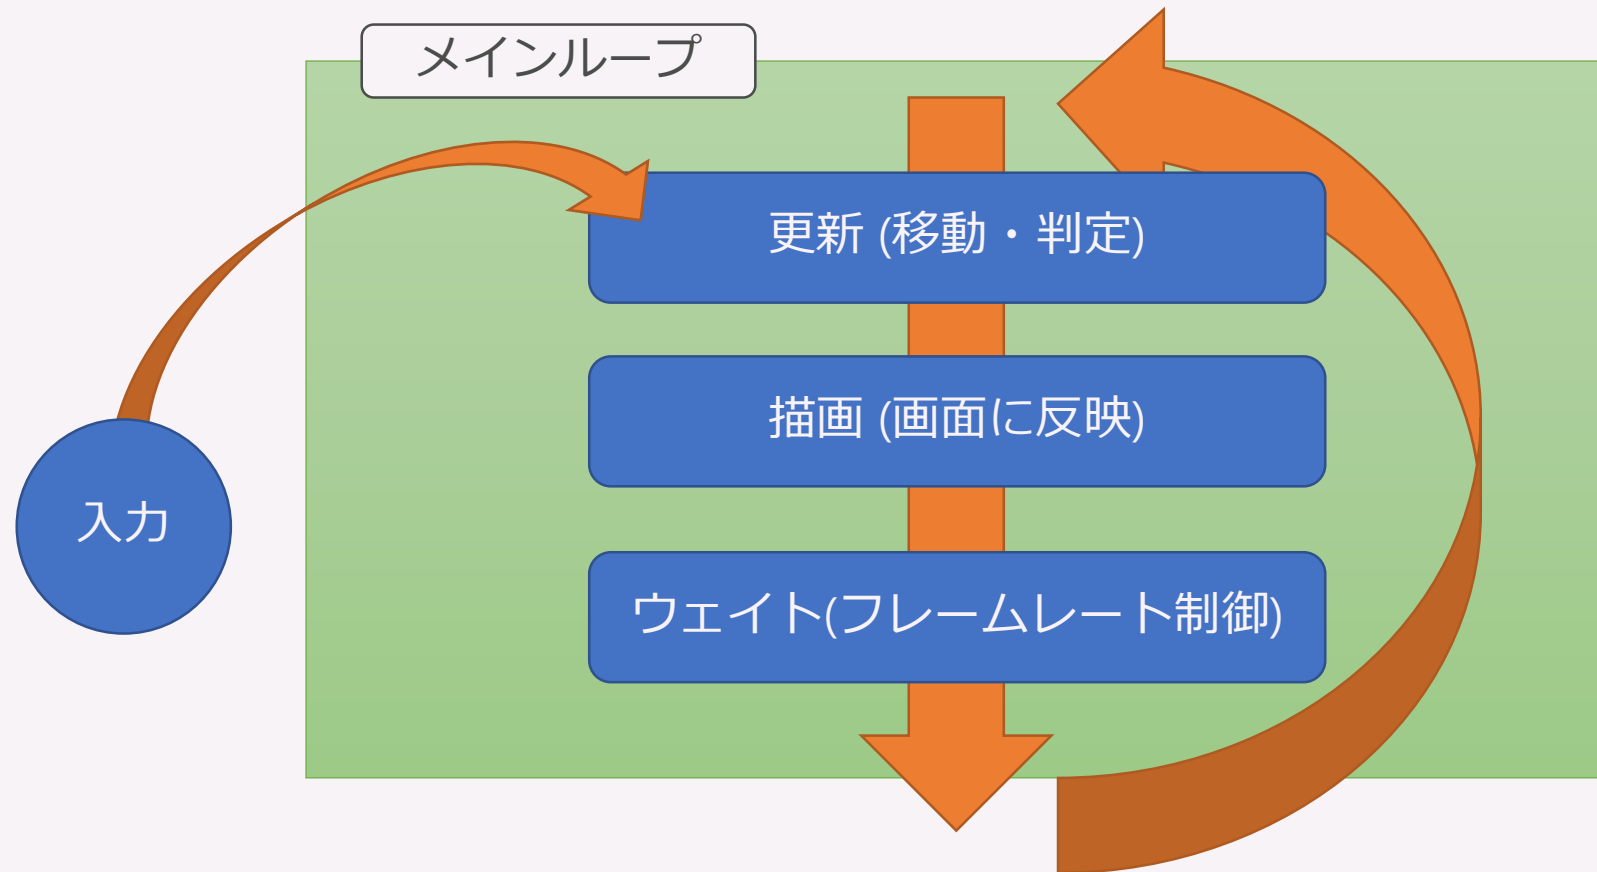 メインループ
更新 (移動・判定)
描画 (画面に反映)
入力
ウェイト(フレームレート制御)